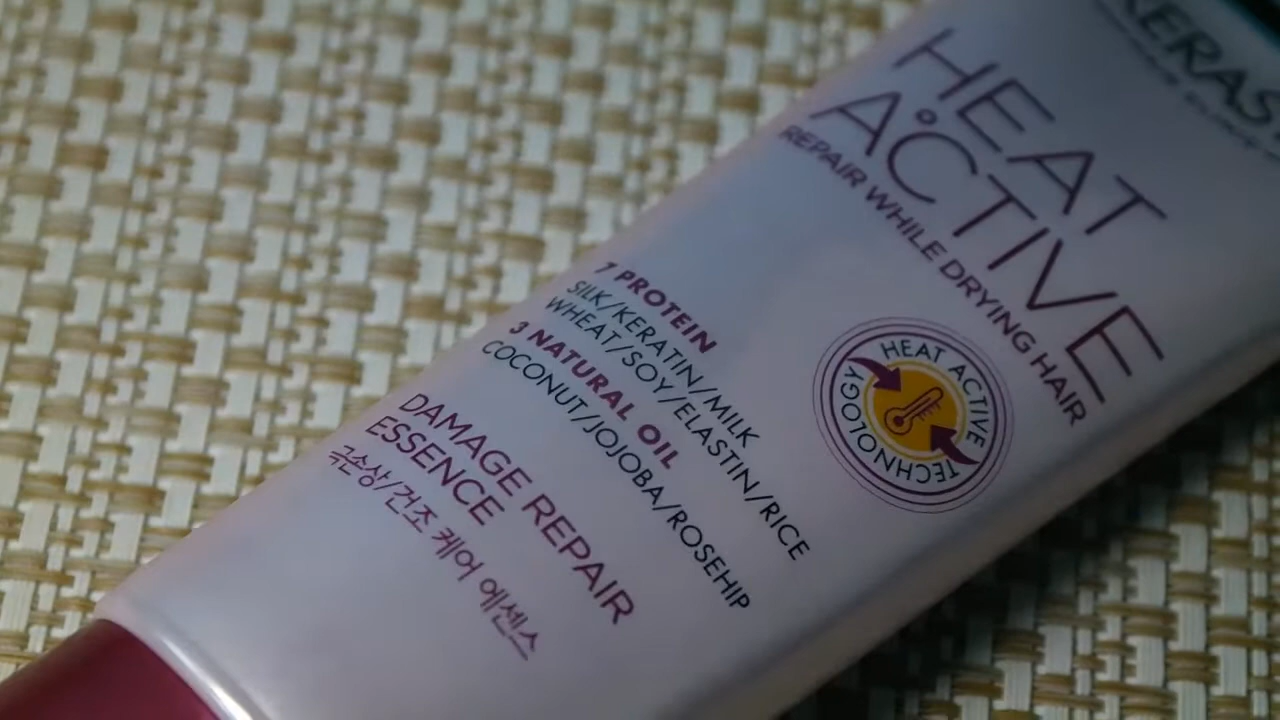 HEAT
ACTIVE
REPAIR WHILE DRYING HAIR
HEAT ACTIVE
TECHNOLOGY
7 PROTEIN
SILK/KERATIN/MILK
WHEAT/SOY/ELASTIN/RICE
3 NATURAL OIL
COCONUT/JOJOBA/ROSEHIP
DAMAGE REPAIR
ESSENCE
극손상/건조 케어 에센스